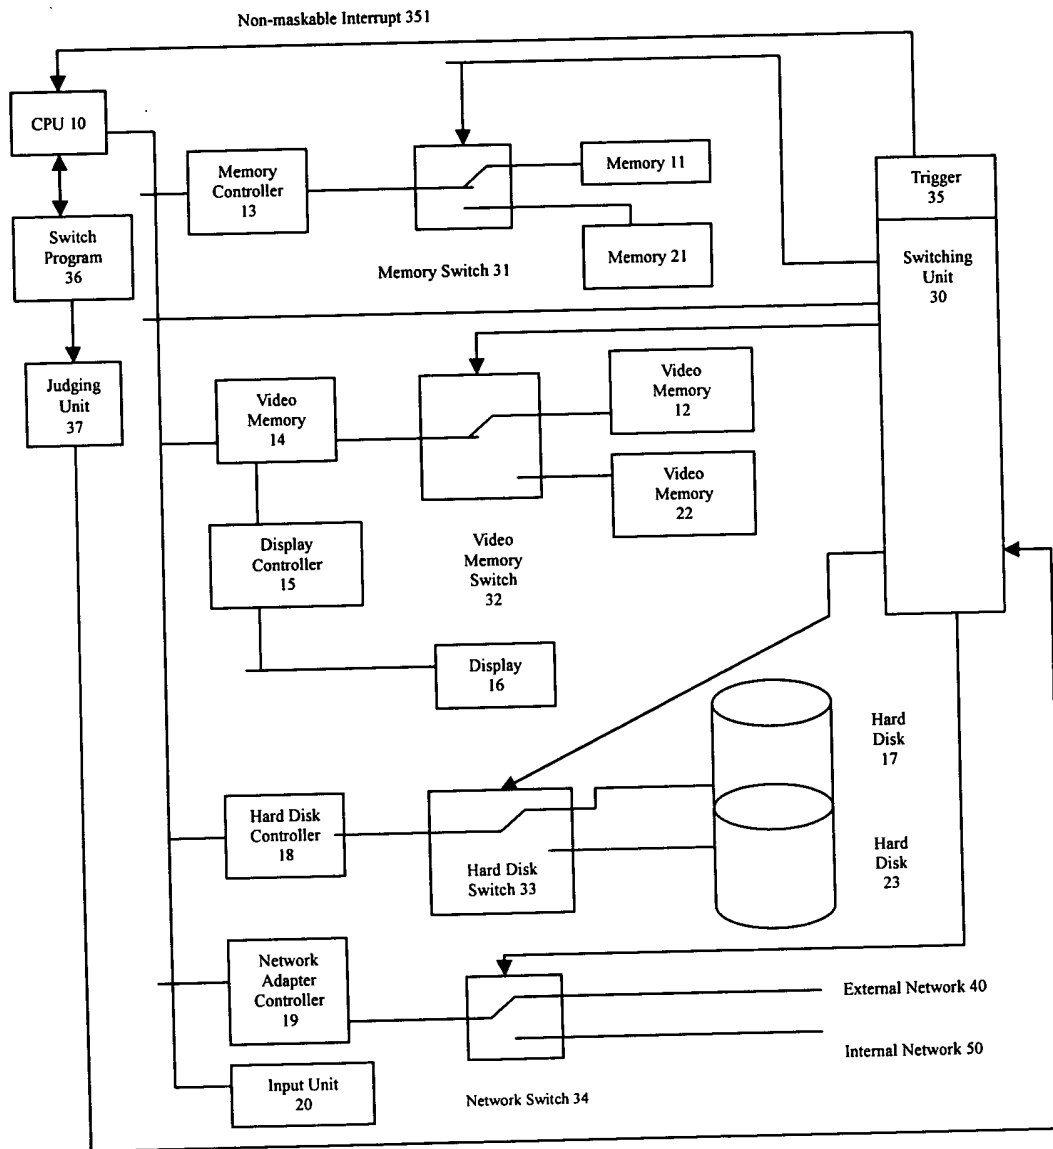 Non-maskable Interrupt 351
CPU 10
Memory
Controller
13
Memory 11
Trigger
35
Switch
Program
36
Memory 21
Memory Switch 31
Switching
Unit
30
Judging
Unit
37
Video
Memory
14
Video
Memory
12
Video
Memory
22
Display
Controller
15
Video
Memory
Switch
32
Display
16
Hard
Disk
17
Hard Disk
Controller
18
Hard Disk
Switch 33
Hard
Disk
23
Network
Adapter
Controller
19
External Network 40
Internal Network 50
Input Unit
20
Network Switch 34